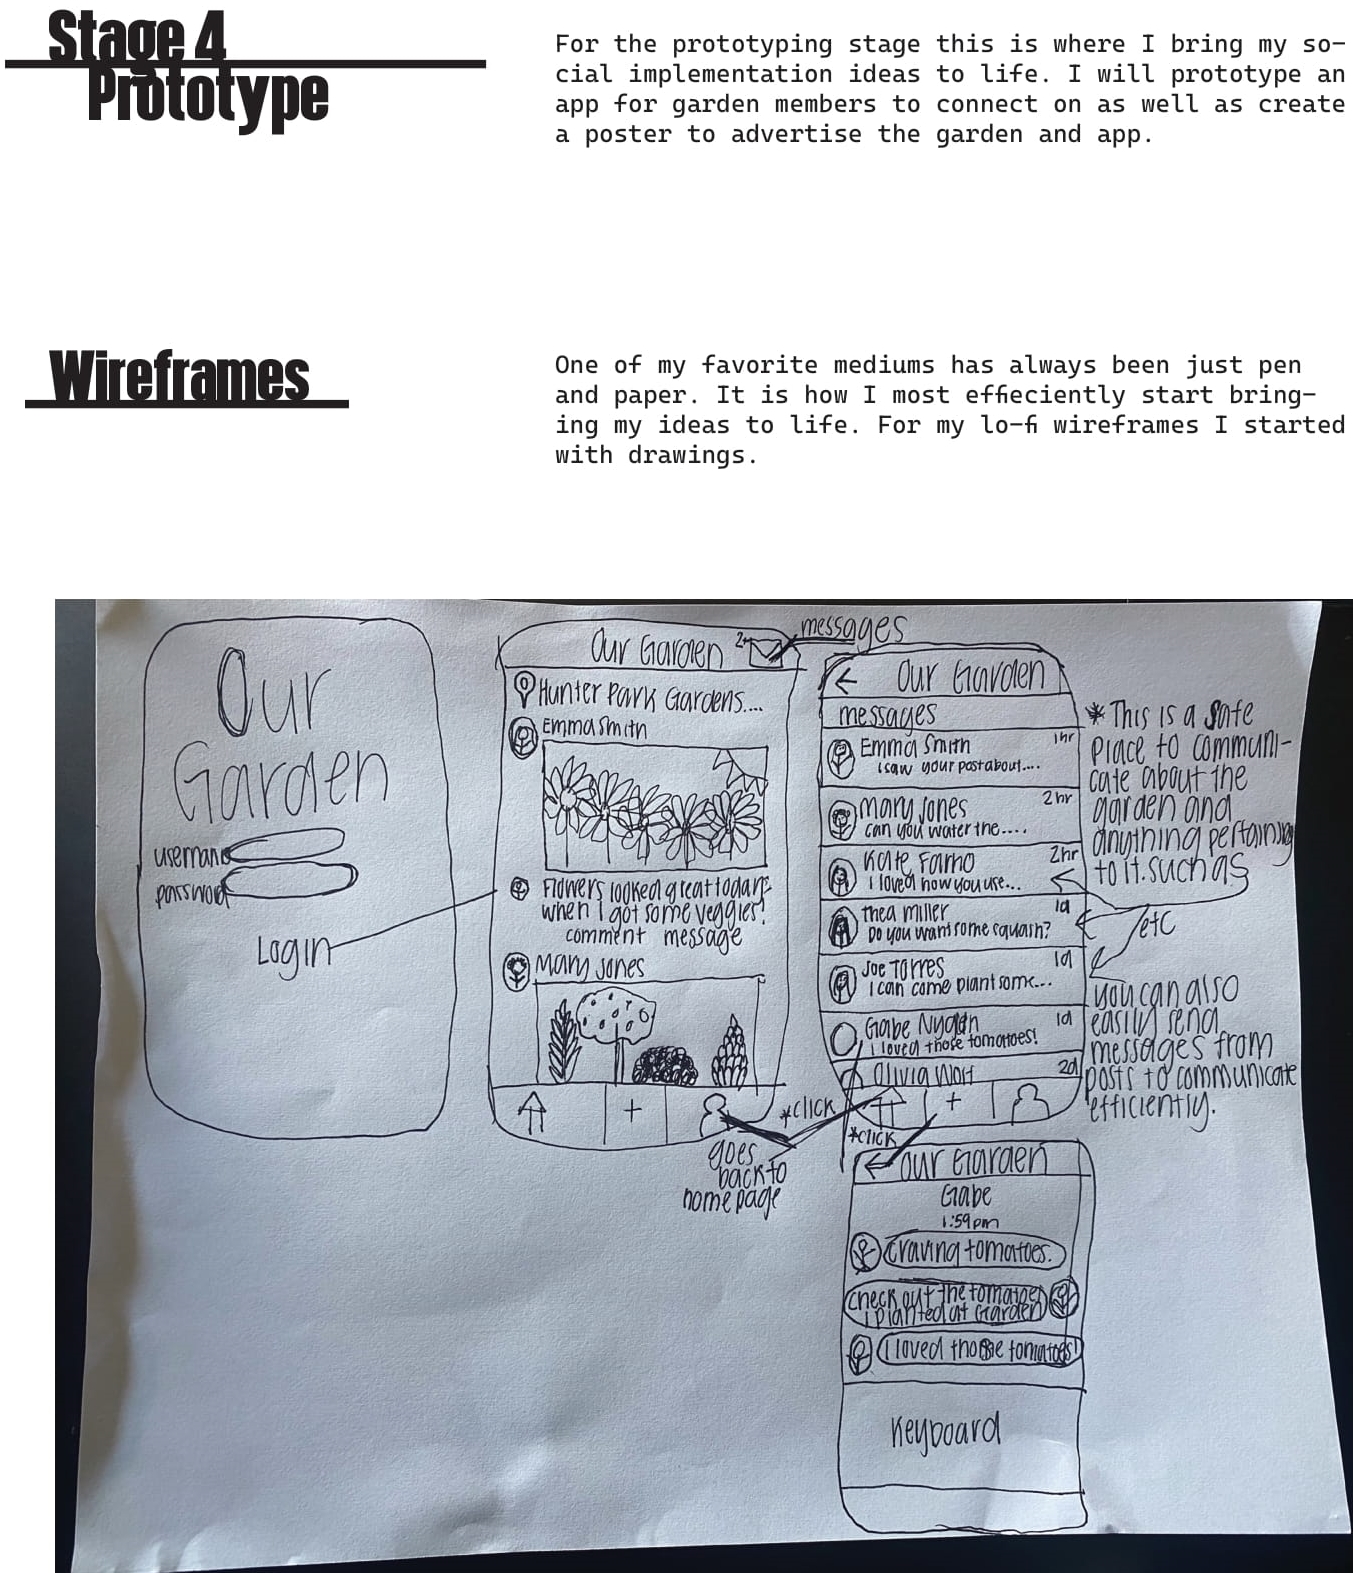 Stage 4
Prototype
For the prototyping stage this is where I bring my so-
cial implementation ideas to life. I will prototype an
app for garden members to connect on as well as create
a poster to advertise the garden and app.
Wireframes
One of my favorite mediums has always been just pen
and paper. It is how I most effieciently start bring-
ing my ideas to life. For my lo-fi wireframes I started
with drawings.
Our
Garden
username
password
Login
Our Garden
2+
messages
Hunter Park Gardens....
Emma Smith
Flowers looked great today
when I got some veggies!
comment message
Mary Jones
+
*click
goes
back to
home page
← Our Garden
messages
Emma Smith 1hr
I saw your post about....
Mary Jones 2hr
can you water the....
Kate Farho 2hr
I loved how you use...
Thea Miller 1d
Do you want some squash?
Joe Torres 1d
I can come plant some...
Gabe 1d
I loved those tomatoes!
Olivia 2d
+
* This is a safe
place to communi-
cate about the
garden and
anything pertaining
to it. such as
etc
you can also
easily send
messages from
posts to communicate
efficiently.
*click
← Our Garden
Gabe
1:59pm
Craving tomatoes.
Check out the tomatoes
I planted at Garden
I loved those tomatoes!
Keyboard